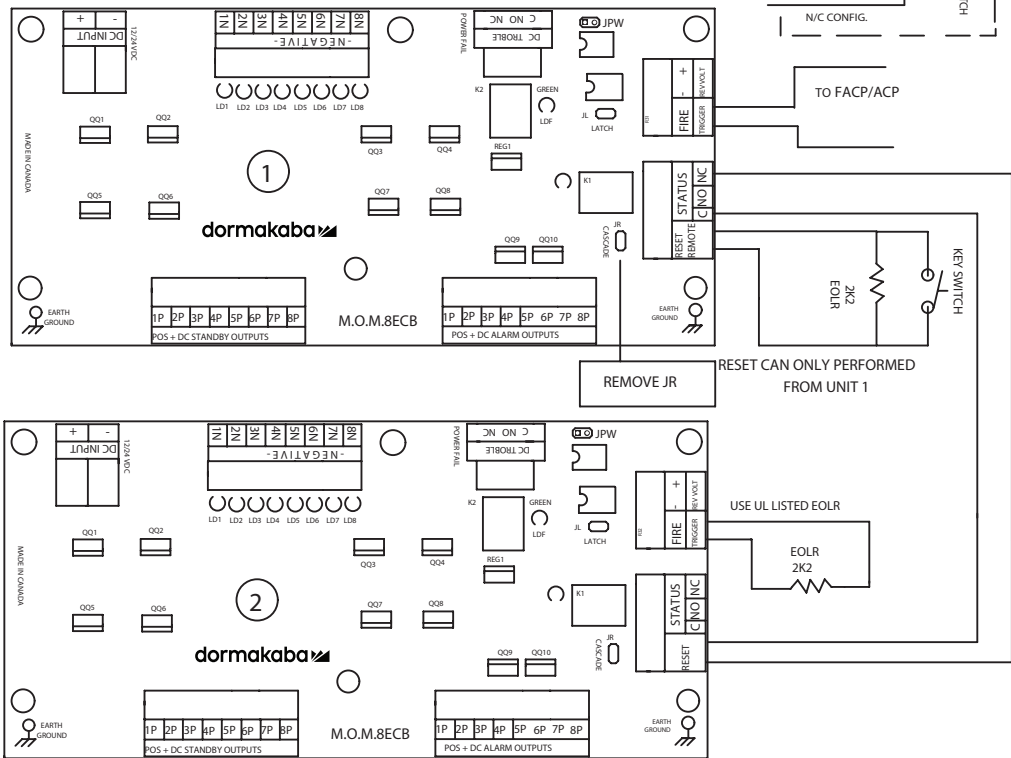 N/C CONFIG.
TCH
+ -
DC INPUT
12/24 VDC
1N 2N 3N 4N 5N 6N 7N 8N
-NEGATIVE-
LD1 LD2 LD3 LD4 LD5 LD6 LD7 LD8
POWER FAIL
C NO NC
DC TROBLE
K2
GREEN
LDF
JPW
JL
LATCH
+ REV VOLT
- FIRE TRIGGER
TO FACP/ACP
MADE IN CANADA
QQ1 QQ2 QQ3 QQ4
REG1
1
QQ5 QQ6 QQ7 QQ8
K1
STATUS
C NO NC
RESET
REMOTE
JR
CASCADE
dormakaba
QQ9 QQ10
2K2
EOLR
KEY SWITCH
EARTH
GROUND
1P 2P 3P 4P 5P 6P 7P 8P
POS + DC STANDBY OUTPUTS
M.O.M.8ECB
1P 2P 3P 4P 5P 6P 7P 8P
POS + DC ALARM OUTPUTS
EARTH
GROUND
REMOVE JR
RESET CAN ONLY PERFORMED
FROM UNIT 1
+ -
DC INPUT
12/24 VDC
1N 2N 3N 4N 5N 6N 7N 8N
-NEGATIVE-
LD1 LD2 LD3 LD4 LD5 LD6 LD7 LD8
POWER FAIL
C NO NC
DC TROBLE
K2
GREEN
LDF
JPW
JL
LATCH
+ REV VOLT
- FIRE TRIGGER
USE UL LISTED EOLR
EOLR
2K2
MADE IN CANADA
QQ1 QQ2 QQ3 QQ4
REG1
2
QQ5 QQ6 QQ7 QQ8
K1
STATUS
C NO NC
RESET
JR
CASCADE
dormakaba
QQ9 QQ10
EARTH
GROUND
1P 2P 3P 4P 5P 6P 7P 8P
POS + DC STANDBY OUTPUTS
M.O.M.8ECB
1P 2P 3P 4P 5P 6P 7P 8P
POS + DC ALARM OUTPUTS
EARTH
GROUND